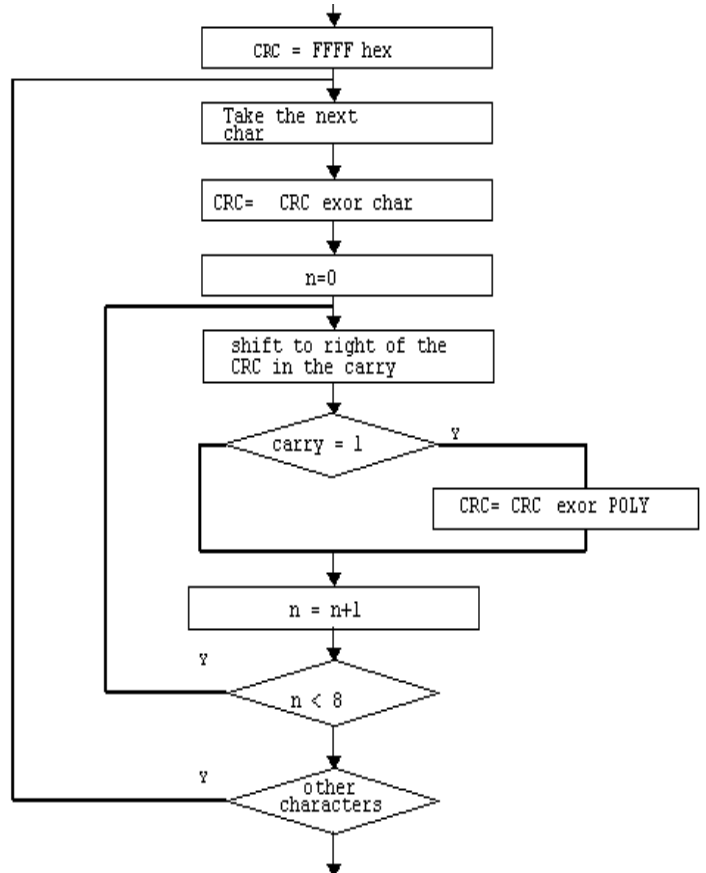 CRC = FFFF hex
Take the next
char
CRC= CRC exor char
n=0
shift to right of the
CRC in the carry
carry = 1
Y
CRC= CRC exor POLY
n = n+1
Y
n < 8
Y
other
characters